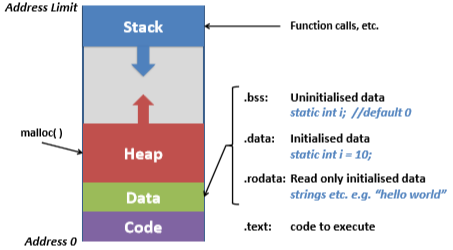 Address Limit
Stack
Function calls, etc.
.bss: Uninitialised data
static int i; //default 0
malloc( )
.data: Initialised data
static int i = 10;
Heap
.rodata: Read only initialised data
strings etc. e.g. “hello world”
Data
Code
.text: code to execute
Address 0